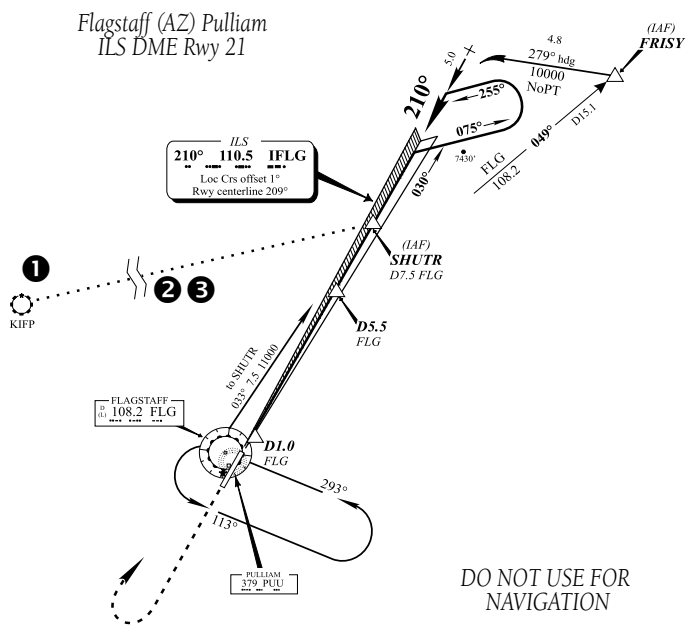 Flagstaff (AZ) Pulliam
ILS DME Rwy 21
(IAF)
FRISY
4.8
279° hdg
10000
NoPT
5.0
210°
255°
075°
049°
D15.1
7430'
FLG
108.2
030°
ILS
210° 110.5 IFLG
Loc Crs offset 1°
Rwy centerline 209°
(IAF)
SHUTR
D7.5 FLG
1
2 3
KIFP
D5.5
FLG
to SHUTR
033° 7.5 11000
FLAGSTAFF
D
(L) 108.2 FLG
D1.0
FLG
293°
113°
PULLIAM
379 PUU
DO NOT USE FOR
NAVIGATION